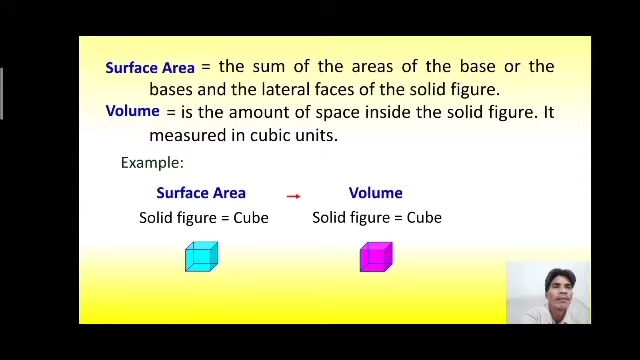 Surface Area = the sum of the areas of the base or the
bases and the lateral faces of the solid figure.
Volume = is the amount of space inside the solid figure. It
measured in cubic units.
Example:
Surface Area → Volume
Solid figure = Cube Solid figure = Cube